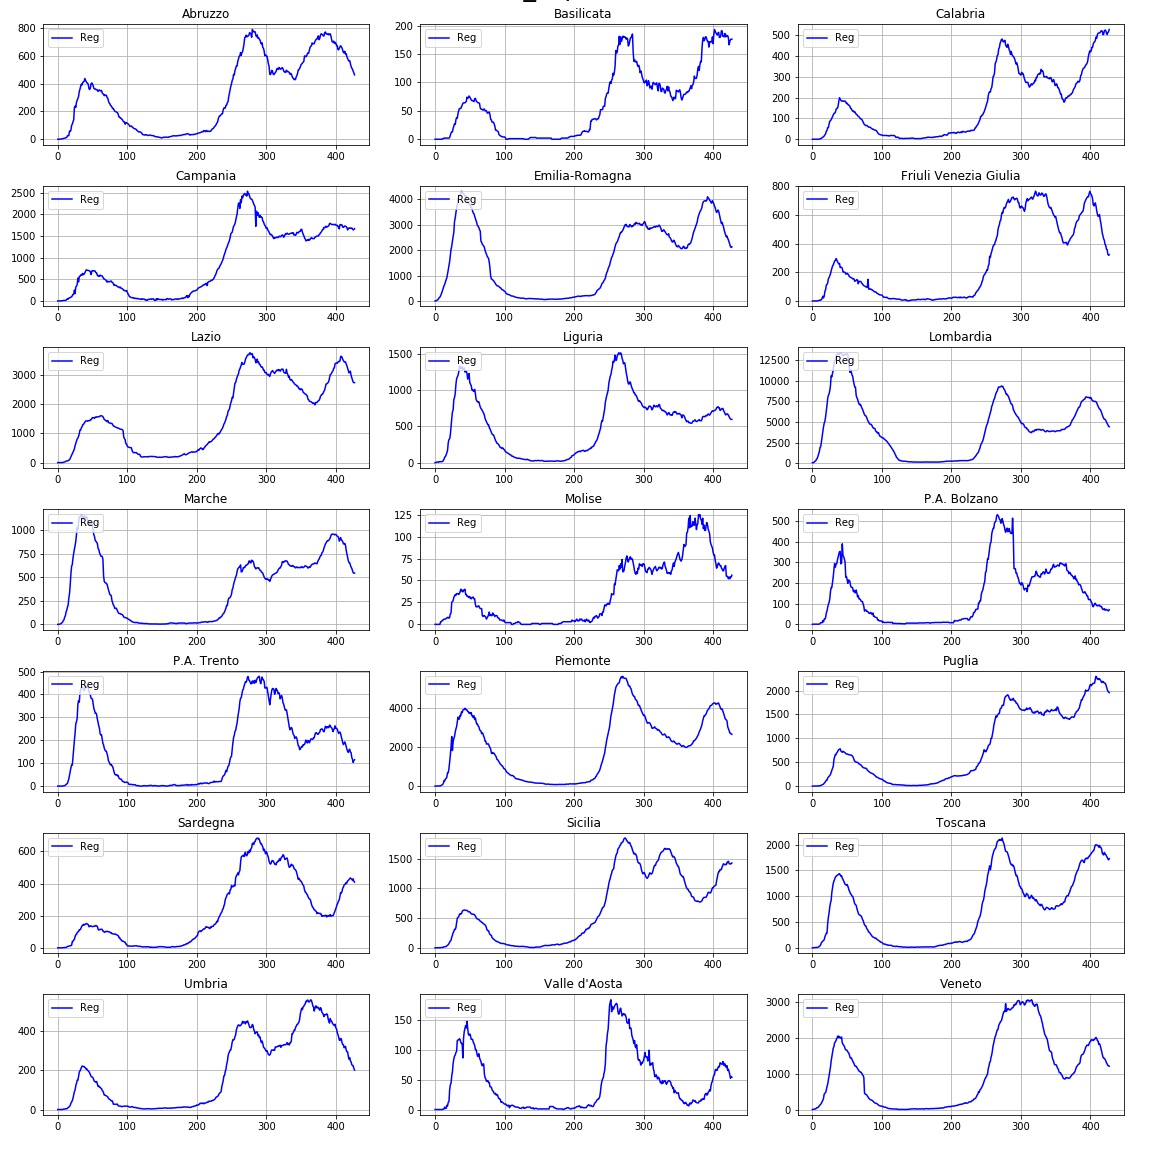 Abruzzo Basilicata Calabria
Reg Reg Reg
800 600 400 200 0
200 150 100 50 0
500 400 300 200 100 0
0 100 200 300 400 0 100 200 300 400 0 100 200 300 400
Campania Emilia-Romagna Friuli Venezia Giulia
Reg Reg Reg
2500 2000 1500 1000 500 0
4000 3000 2000 1000 0
800 600 400 200 0
0 100 200 300 400 0 100 200 300 400 0 100 200 300 400
Lazio Liguria Lombardia
Reg Reg Reg
3000 2000 1000 0
1500 1000 500 0
12500 10000 7500 5000 2500 0
0 100 200 300 400 0 100 200 300 400 0 100 200 300 400
Marche Molise P.A. Bolzano
Reg Reg Reg
1000 750 500 250 0
125 100 75 50 25 0
500 400 300 200 100 0
0 100 200 300 400 0 100 200 300 400 0 100 200 300 400
P.A. Trento Piemonte Puglia
Reg Reg Reg
500 400 300 200 100 0
4000 2000 0
2000 1500 1000 500 0
0 100 200 300 400 0 100 200 300 400 0 100 200 300 400
Sardegna Sicilia Toscana
Reg Reg Reg
600 400 200 0
1500 1000 500 0
2000 1500 1000 500 0
0 100 200 300 400 0 100 200 300 400 0 100 200 300 400
Umbria Valle d'Aosta Veneto
Reg Reg Reg
400 200 0
150 100 50 0
3000 2000 1000 0
0 100 200 300 400 0 100 200 300 400 0 100 200 300 400